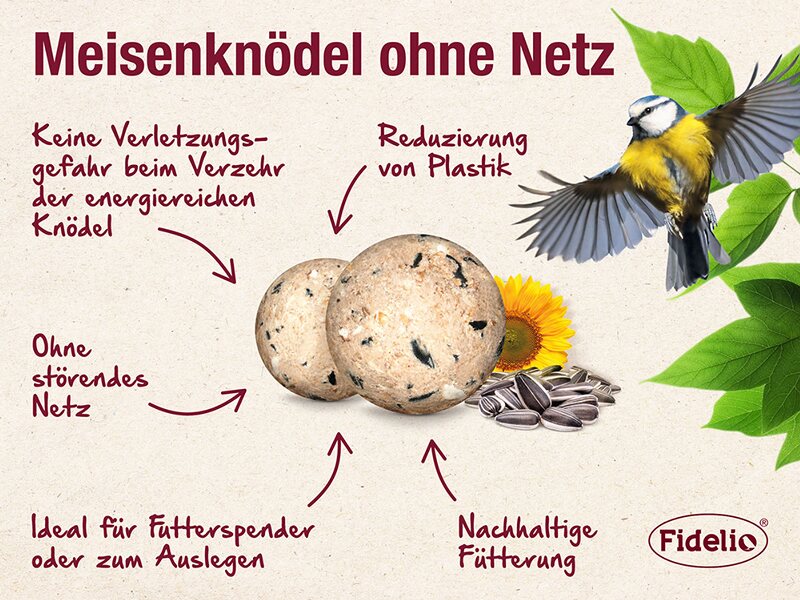 Meisenknödel ohne Netz
Keine Verletzungs-
gefahr beim Verzehr
der energiereichen
Knödel
Reduzierung
von Plastik
Ohne
störendes
Netz
Ideal für Futterspender
oder zum Auslegen
Nachhaltige
Fütterung
Fidelio®